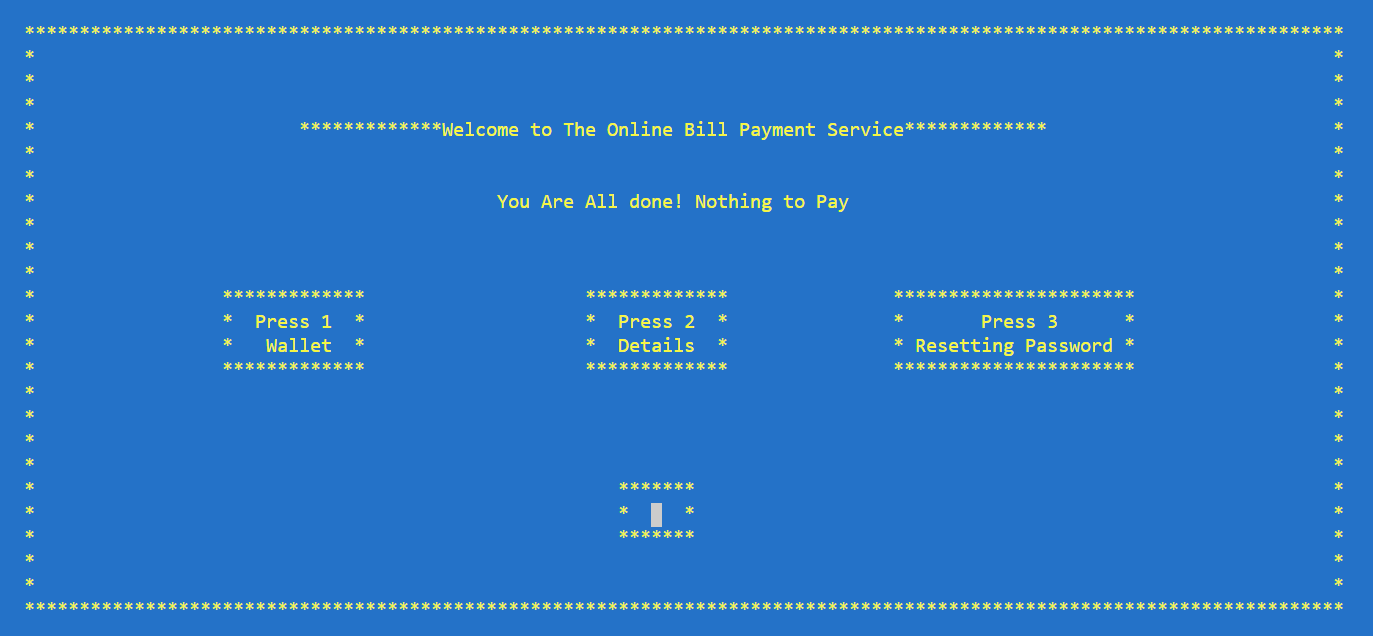 *************Welcome to The Online Bill Payment Service*************
You Are All done! Nothing to Pay
Press 1
Wallet
Press 2
Details
Press 3
Resetting Password